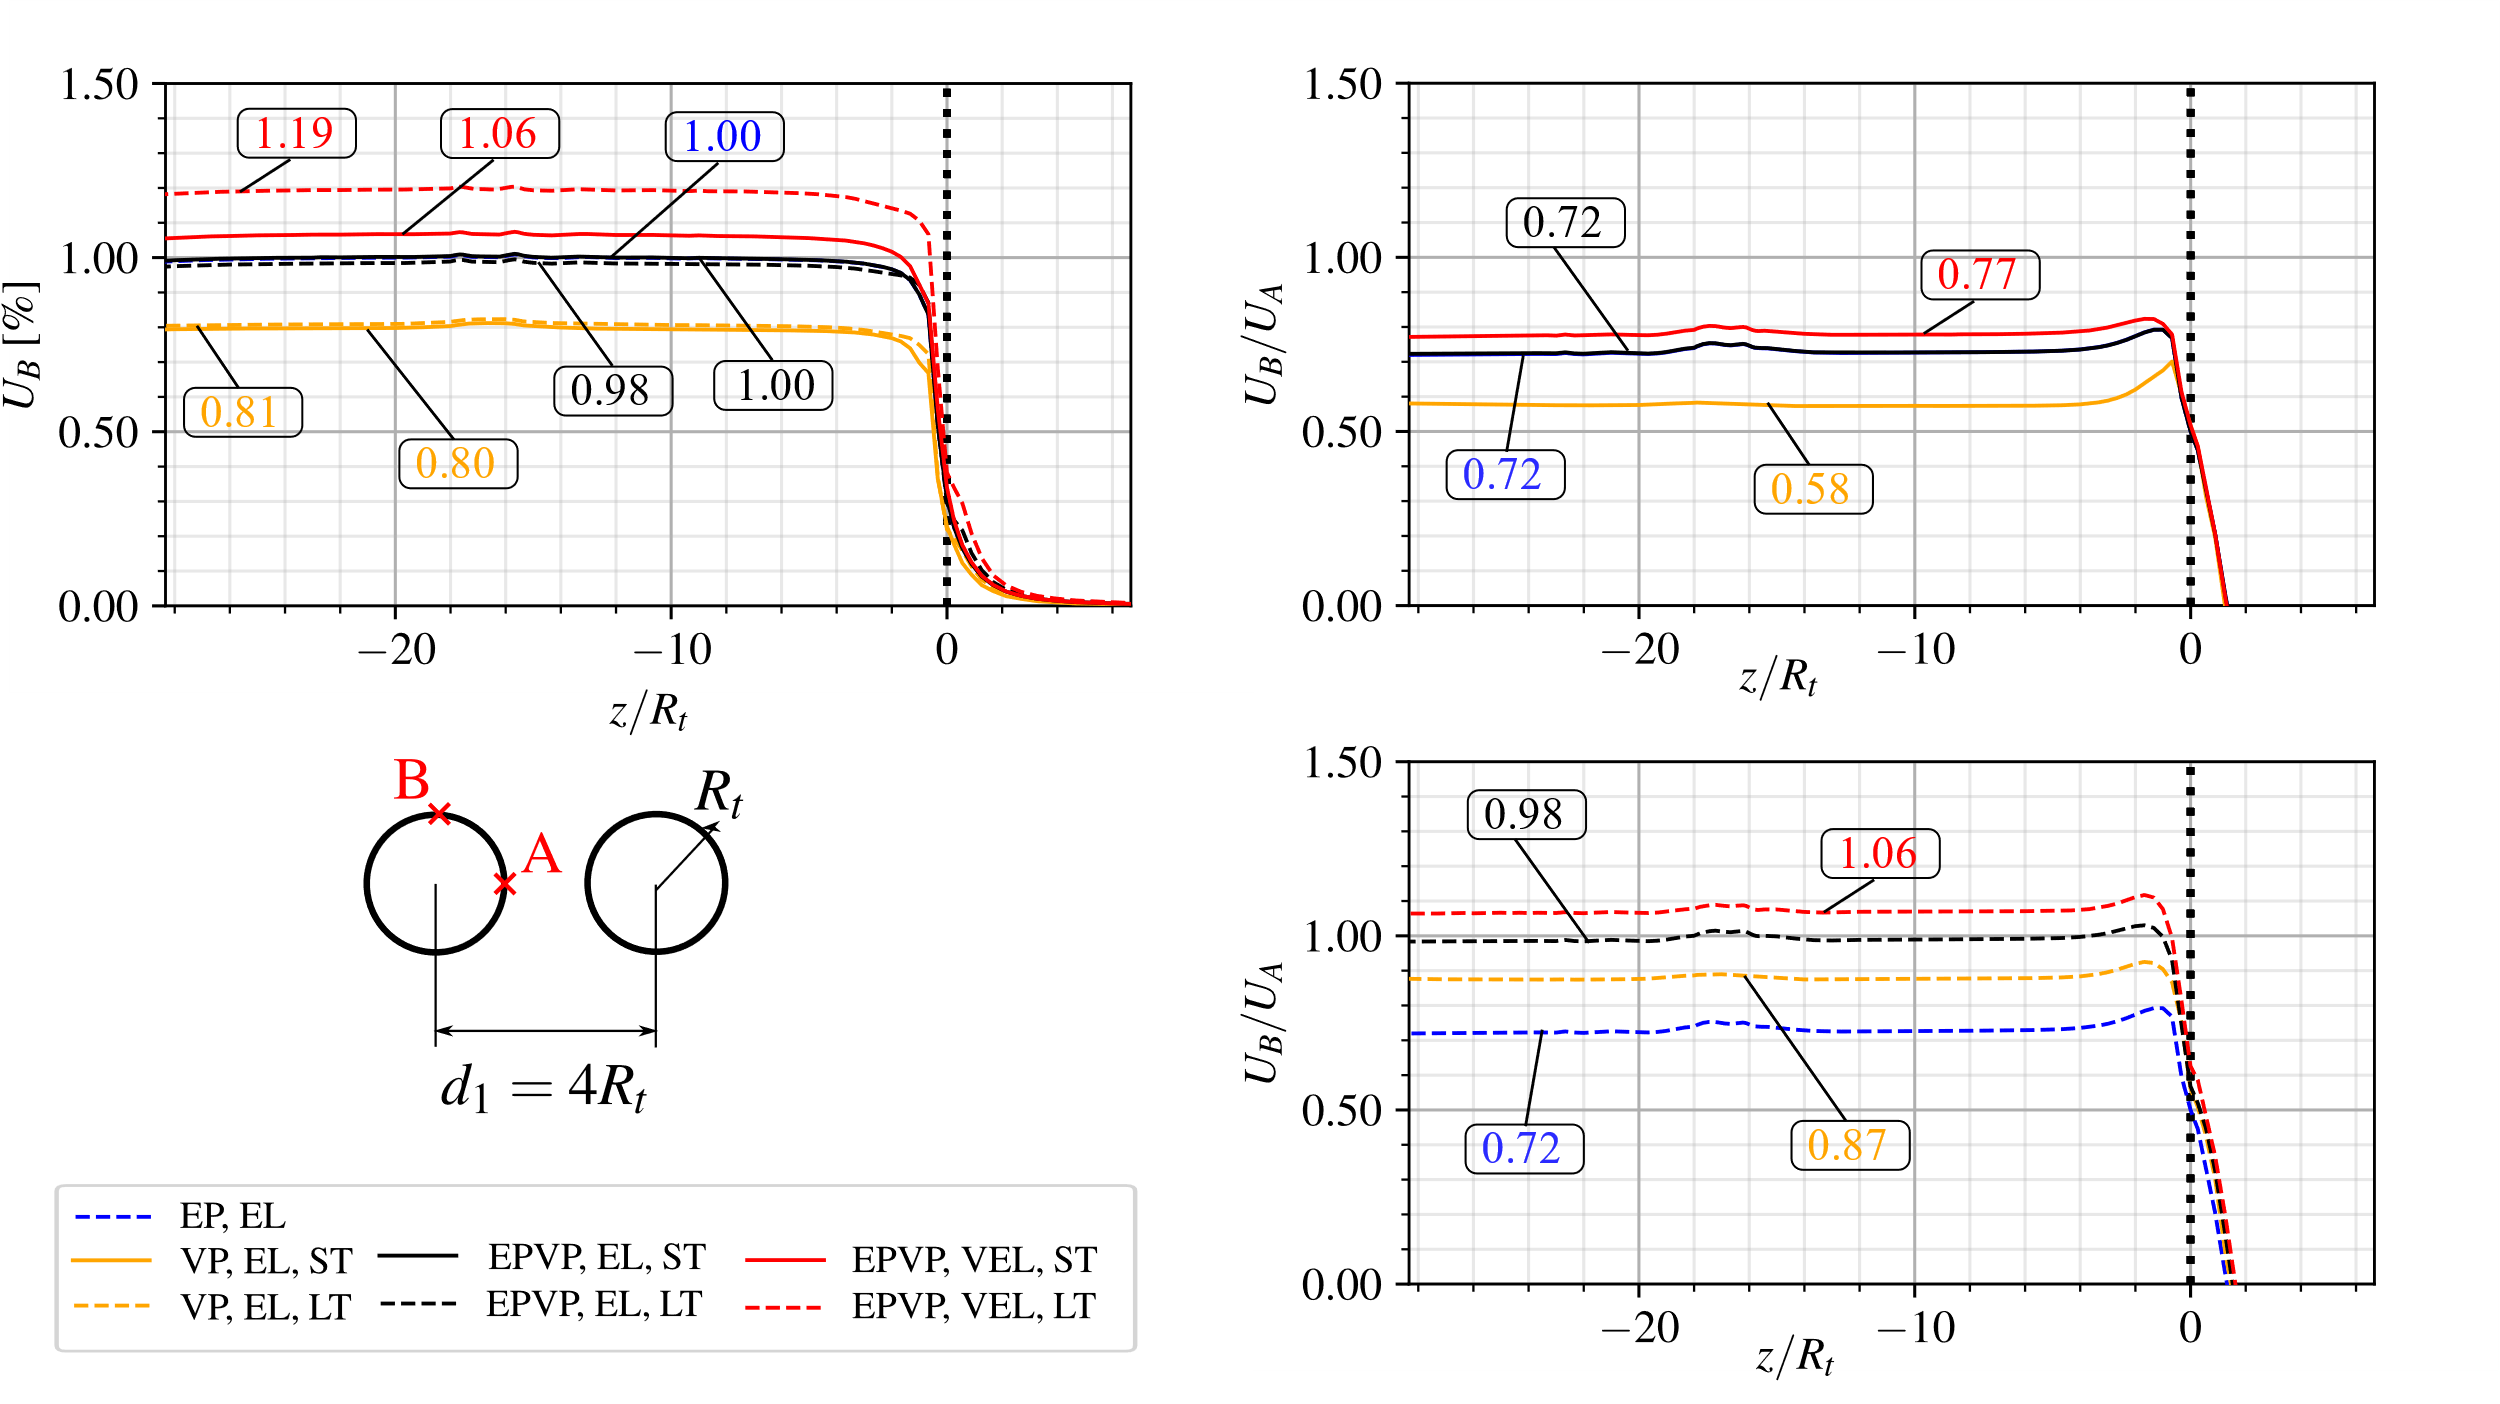 1.50
1.00
0.50
0.00
U_B [%]
1.19
1.06
1.00
0.81
0.80
0.98
1.00
−20
−10
0
z/R_t
1.50
1.00
0.50
0.00
U_B/U_A
0.72
0.77
0.72
0.58
−20
−10
0
z/R_t
B
A
R_t
d_1 = 4R_t
1.50
1.00
0.50
0.00
U_B/U_A
0.98
1.06
0.72
0.87
−20
−10
0
z/R_t
EP, EL
VP, EL, ST
VP, EL, LT
EPVP, EL, ST
EPVP, EL, LT
EPVP, VEL, ST
EPVP, VEL, LT